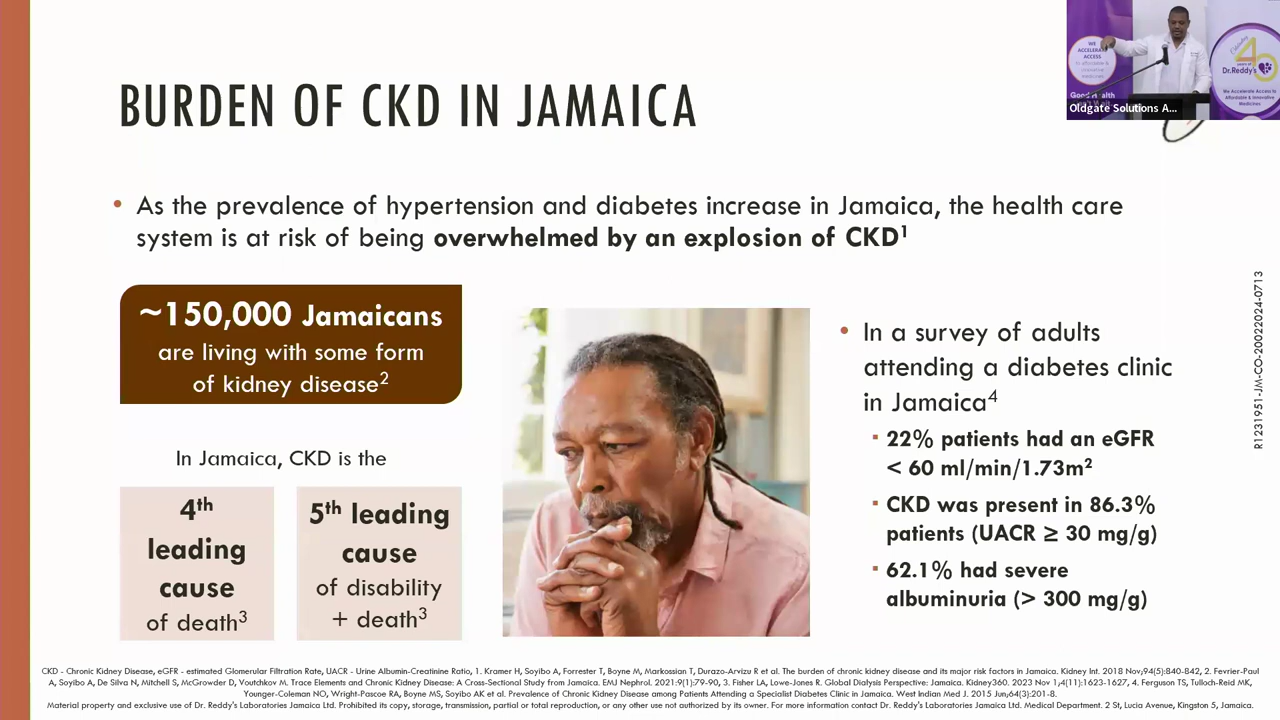 BURDEN OF CKD IN JAMAICA
WE
ACCELERATE
ACCESS
Good Health
Dr.Reddy's
We Accelerate Access to
Affordable & Innovative
Medicines
Oldgate Solutions A...
• As the prevalence of hypertension and diabetes increase in Jamaica, the health care
system is at risk of being overwhelmed by an explosion of CKD¹
~150,000 Jamaicans
are living with some form
of kidney disease²
In Jamaica, CKD is the
4th
leading
cause
of death³
5th leading
cause
of disability
+ death³
• In a survey of adults
attending a diabetes clinic
in Jamaica⁴
▪ 22% patients had an eGFR
< 60 ml/min/1.73m²
▪ CKD was present in 86.3%
patients (UACR ≥ 30 mg/g)
▪ 62.1% had severe
albuminuria (> 300 mg/g)
R1231951-JM-CO-20022024-0713
CKD - Chronic Kidney Disease, eGFR - estimated Glomerular Filtration Rate, UACR - Urine Albumin-Creatinine Ratio, 1. Kramer H, Soyibo A, Forrester T, Boyne M, Markossian T, Durazo-Arvizu R et al. The burden of chronic kidney disease and its major risk factors in Jamaica. Kidney Int. 2018 Nov;94(5):840-842, 2. Fevrier-Paul
A, Soyibo A, De Silva N, Mitchell S, McGrowder D, Voutchkov M. Trace Elements and Chronic Kidney Disease: A Cross-Sectional Study from Jamaica. EMJ Nephrol. 2021;9(1):79-90, 3. Fisher LA, Lowe-Jones R. Global Dialysis Perspective: Jamaica. Kidney360. 2023 Nov 1;4(11):1623-1627, 4. Ferguson TS, Tulloch-Reid MK,
Younger-Coleman NO, Wright-Pascoe RA, Boyne MS, Soyibo AK et al. Prevalence of Chronic Kidney Disease among Patients Attending a Specialist Diabetes Clinic in Jamaica. West Indian Med J. 2015 Jun;64(3):201-8.
Material property and exclusive use of Dr. Reddy's Laboratories Jamaica Ltd. Prohibited its copy, storage, transmission, partial or total reproduction, or any other use not authorized by its owner. For more information contact Dr. Reddy's Laboratories Jamaica Ltd. Medical Department. 2 St, Lucia Avenue, Kingston 5, Jamaica.